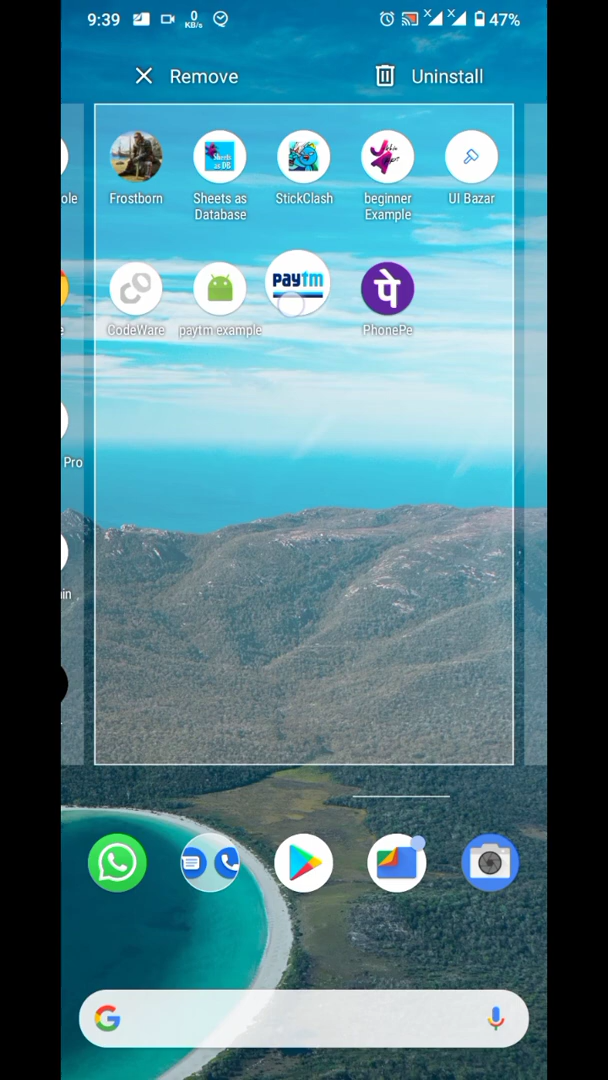 9:39
0
KB/s
47%
Remove
Uninstall
ole
Frostborn
Sheets as
Database
StickClash
beginner
Example
UI Bazar
Sheets
as DB
e
CodeWare
paytm example
paytm
पे
PhonePe
Pro
in
G